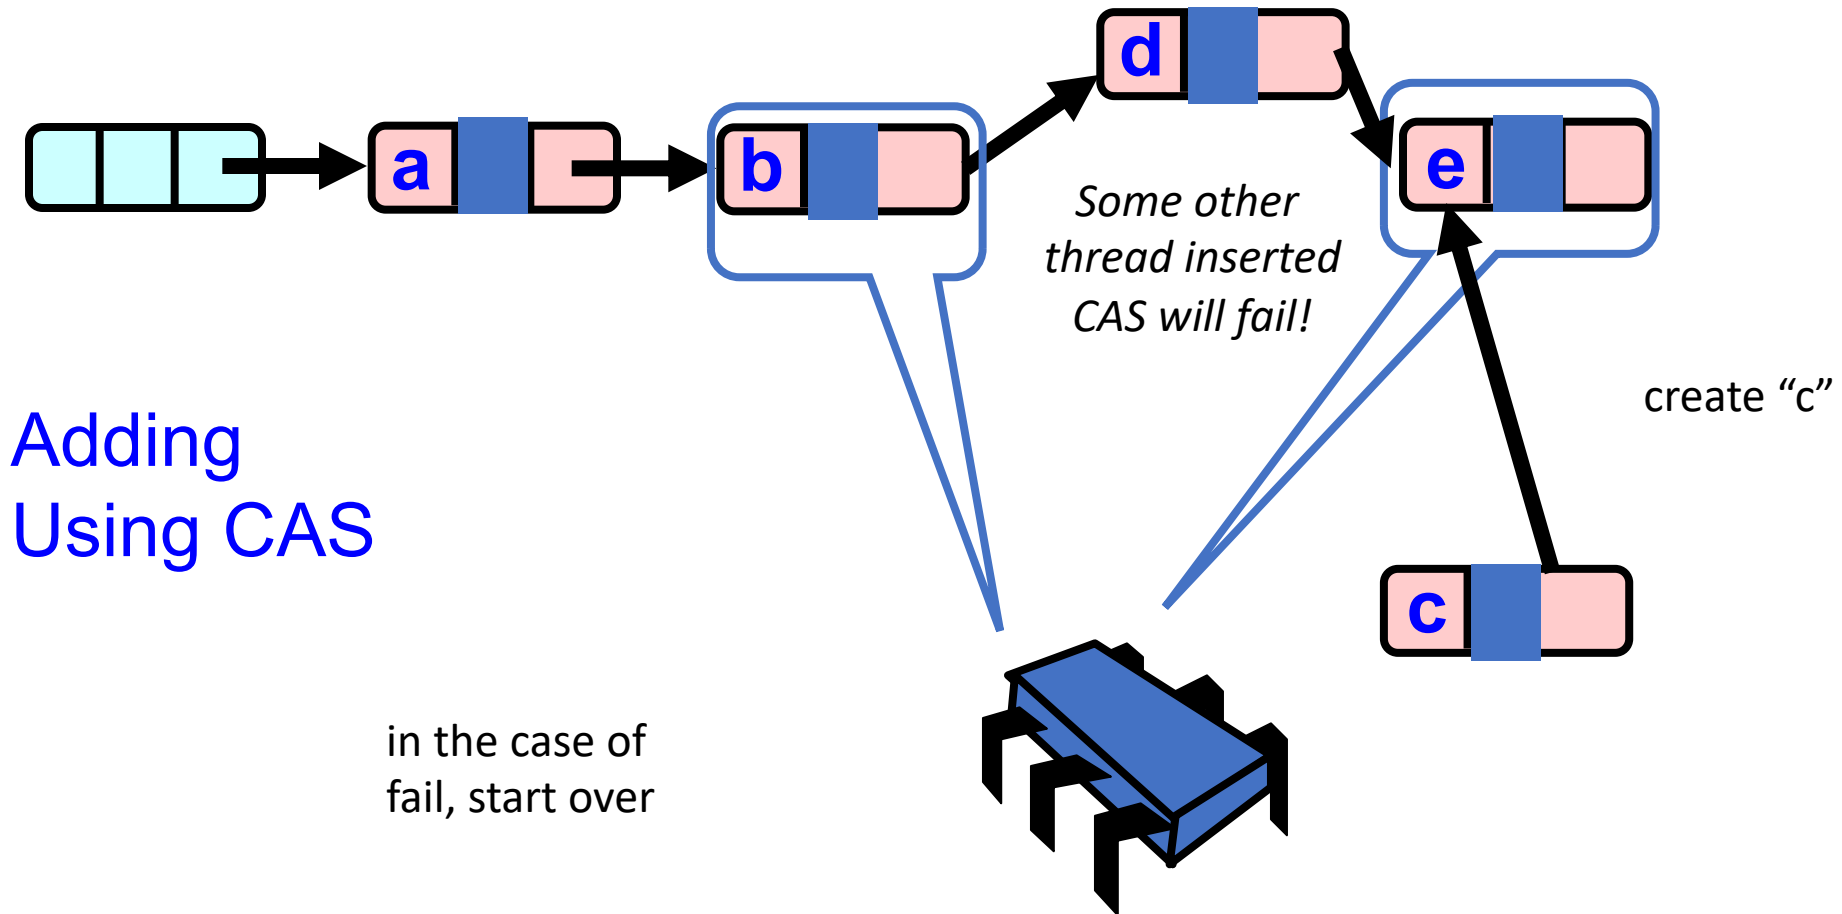 d
a
b
e
Some other
thread inserted
CAS will fail!
create “c”
Adding
Using CAS
c
in the case of
fail, start over